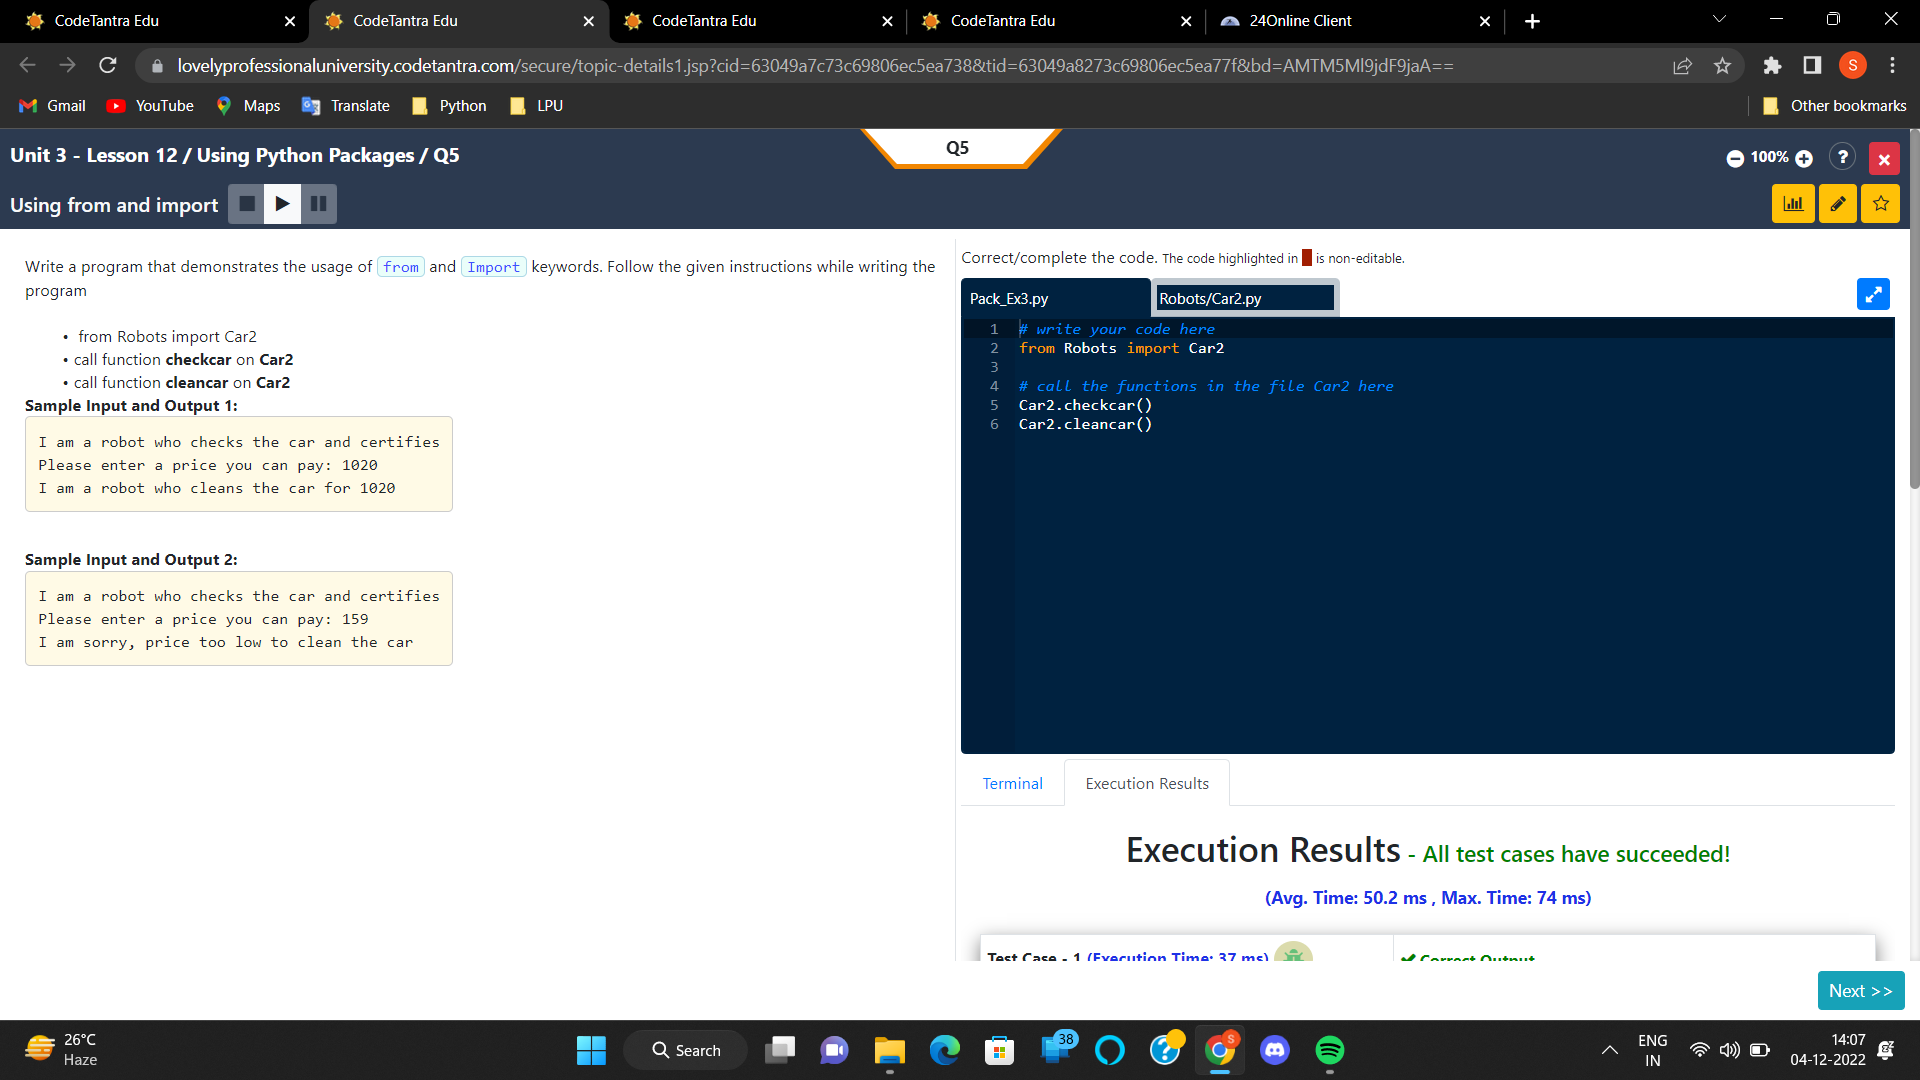 CodeTantra Edu
CodeTantra Edu
CodeTantra Edu
CodeTantra Edu
24Online Client
lovelyprofessionaluniversity.codetantra.com/secure/topic-details1.jsp?cid=63049a7c73c69806ec5ea738&tid=63049a8273c69806ec5ea77f&bd=AMTM5Ml9jdF9jaA==
S
Gmail
YouTube
Maps
Translate
Python
LPU
Other bookmarks
Unit 3 - Lesson 12 / Using Python Packages / Q5
Q5
100%
?
Using from and import
Write a program that demonstrates the usage of from and Import keywords. Follow the given instructions while writing the
program
• from Robots import Car2
• call function checkcar on Car2
• call function cleancar on Car2
Sample Input and Output 1:
I am a robot who checks the car and certifies
Please enter a price you can pay: 1020
I am a robot who cleans the car for 1020
Sample Input and Output 2:
I am a robot who checks the car and certifies
Please enter a price you can pay: 159
I am sorry, price too low to clean the car
Correct/complete the code. The code highlighted in is non-editable.
Pack_Ex3.py
Robots/Car2.py
1 # write your code here
2 from Robots import Car2
3
4 # call the functions in the file Car2 here
5 Car2.checkcar()
6 Car2.cleancar()
Terminal
Execution Results
Execution Results - All test cases have succeeded!
(Avg. Time: 50.2 ms , Max. Time: 74 ms)
Test Case - 1 (Execution Time: 37 ms)
Correct Output
Next >>
26°C
Haze
Search
38
S
ENG
IN
14:07
04-12-2022